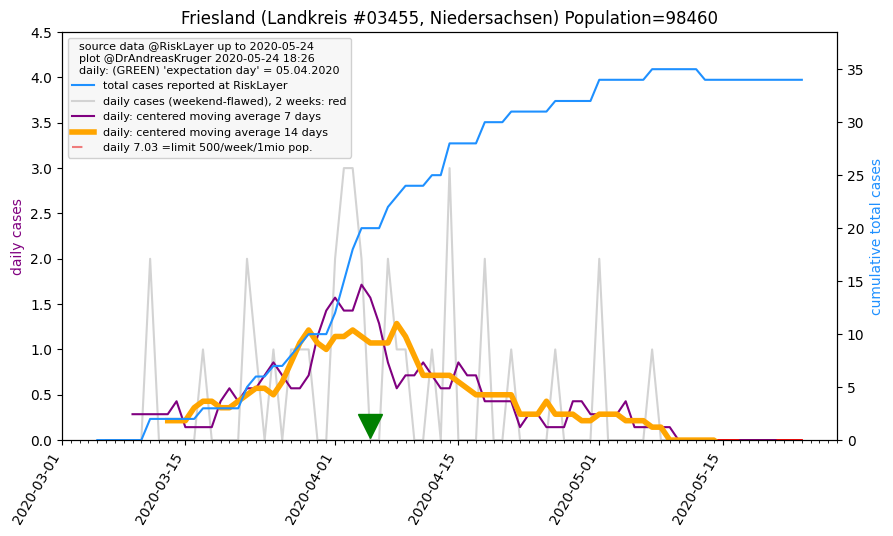 Friesland (Landkreis #03455, Niedersachsen) Population=98460
source data @RiskLayer up to 2020-05-24
plot @DrAndreasKruger 2020-05-24 18:26
daily: (GREEN) 'expectation day' = 05.04.2020
total cases reported at RiskLayer
daily cases (weekend-flawed), 2 weeks: red
daily: centered moving average 7 days
daily: centered moving average 14 days
daily 7.03 =limit 500/week/1mio pop.
4.5
4.0
3.5
3.0
2.5
2.0
1.5
1.0
0.5
0.0
daily cases
35
30
25
20
15
10
5
0
cumulative total cases
2020-03-01
2020-03-15
2020-04-01
2020-04-15
2020-05-01
2020-05-15